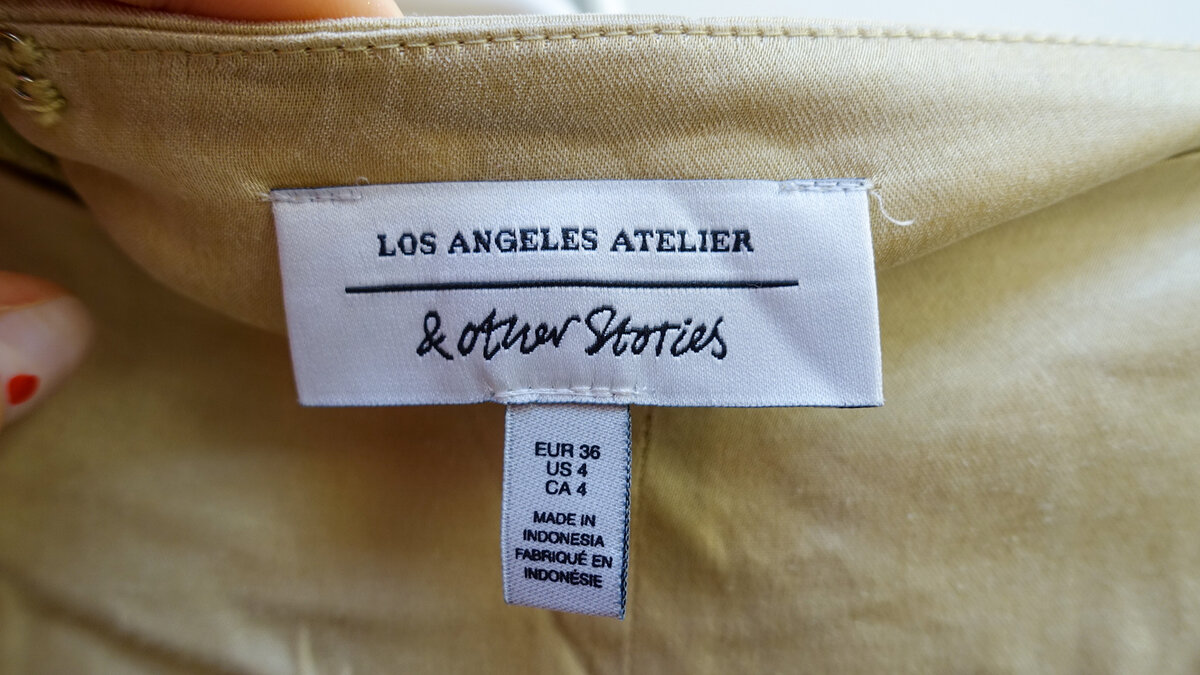 LOS ANGELES ATELIER
& other Stories
EUR 36
US 4
CA 4
MADE IN
INDONESIA
FABRIQUÉ EN
INDONÉSIE